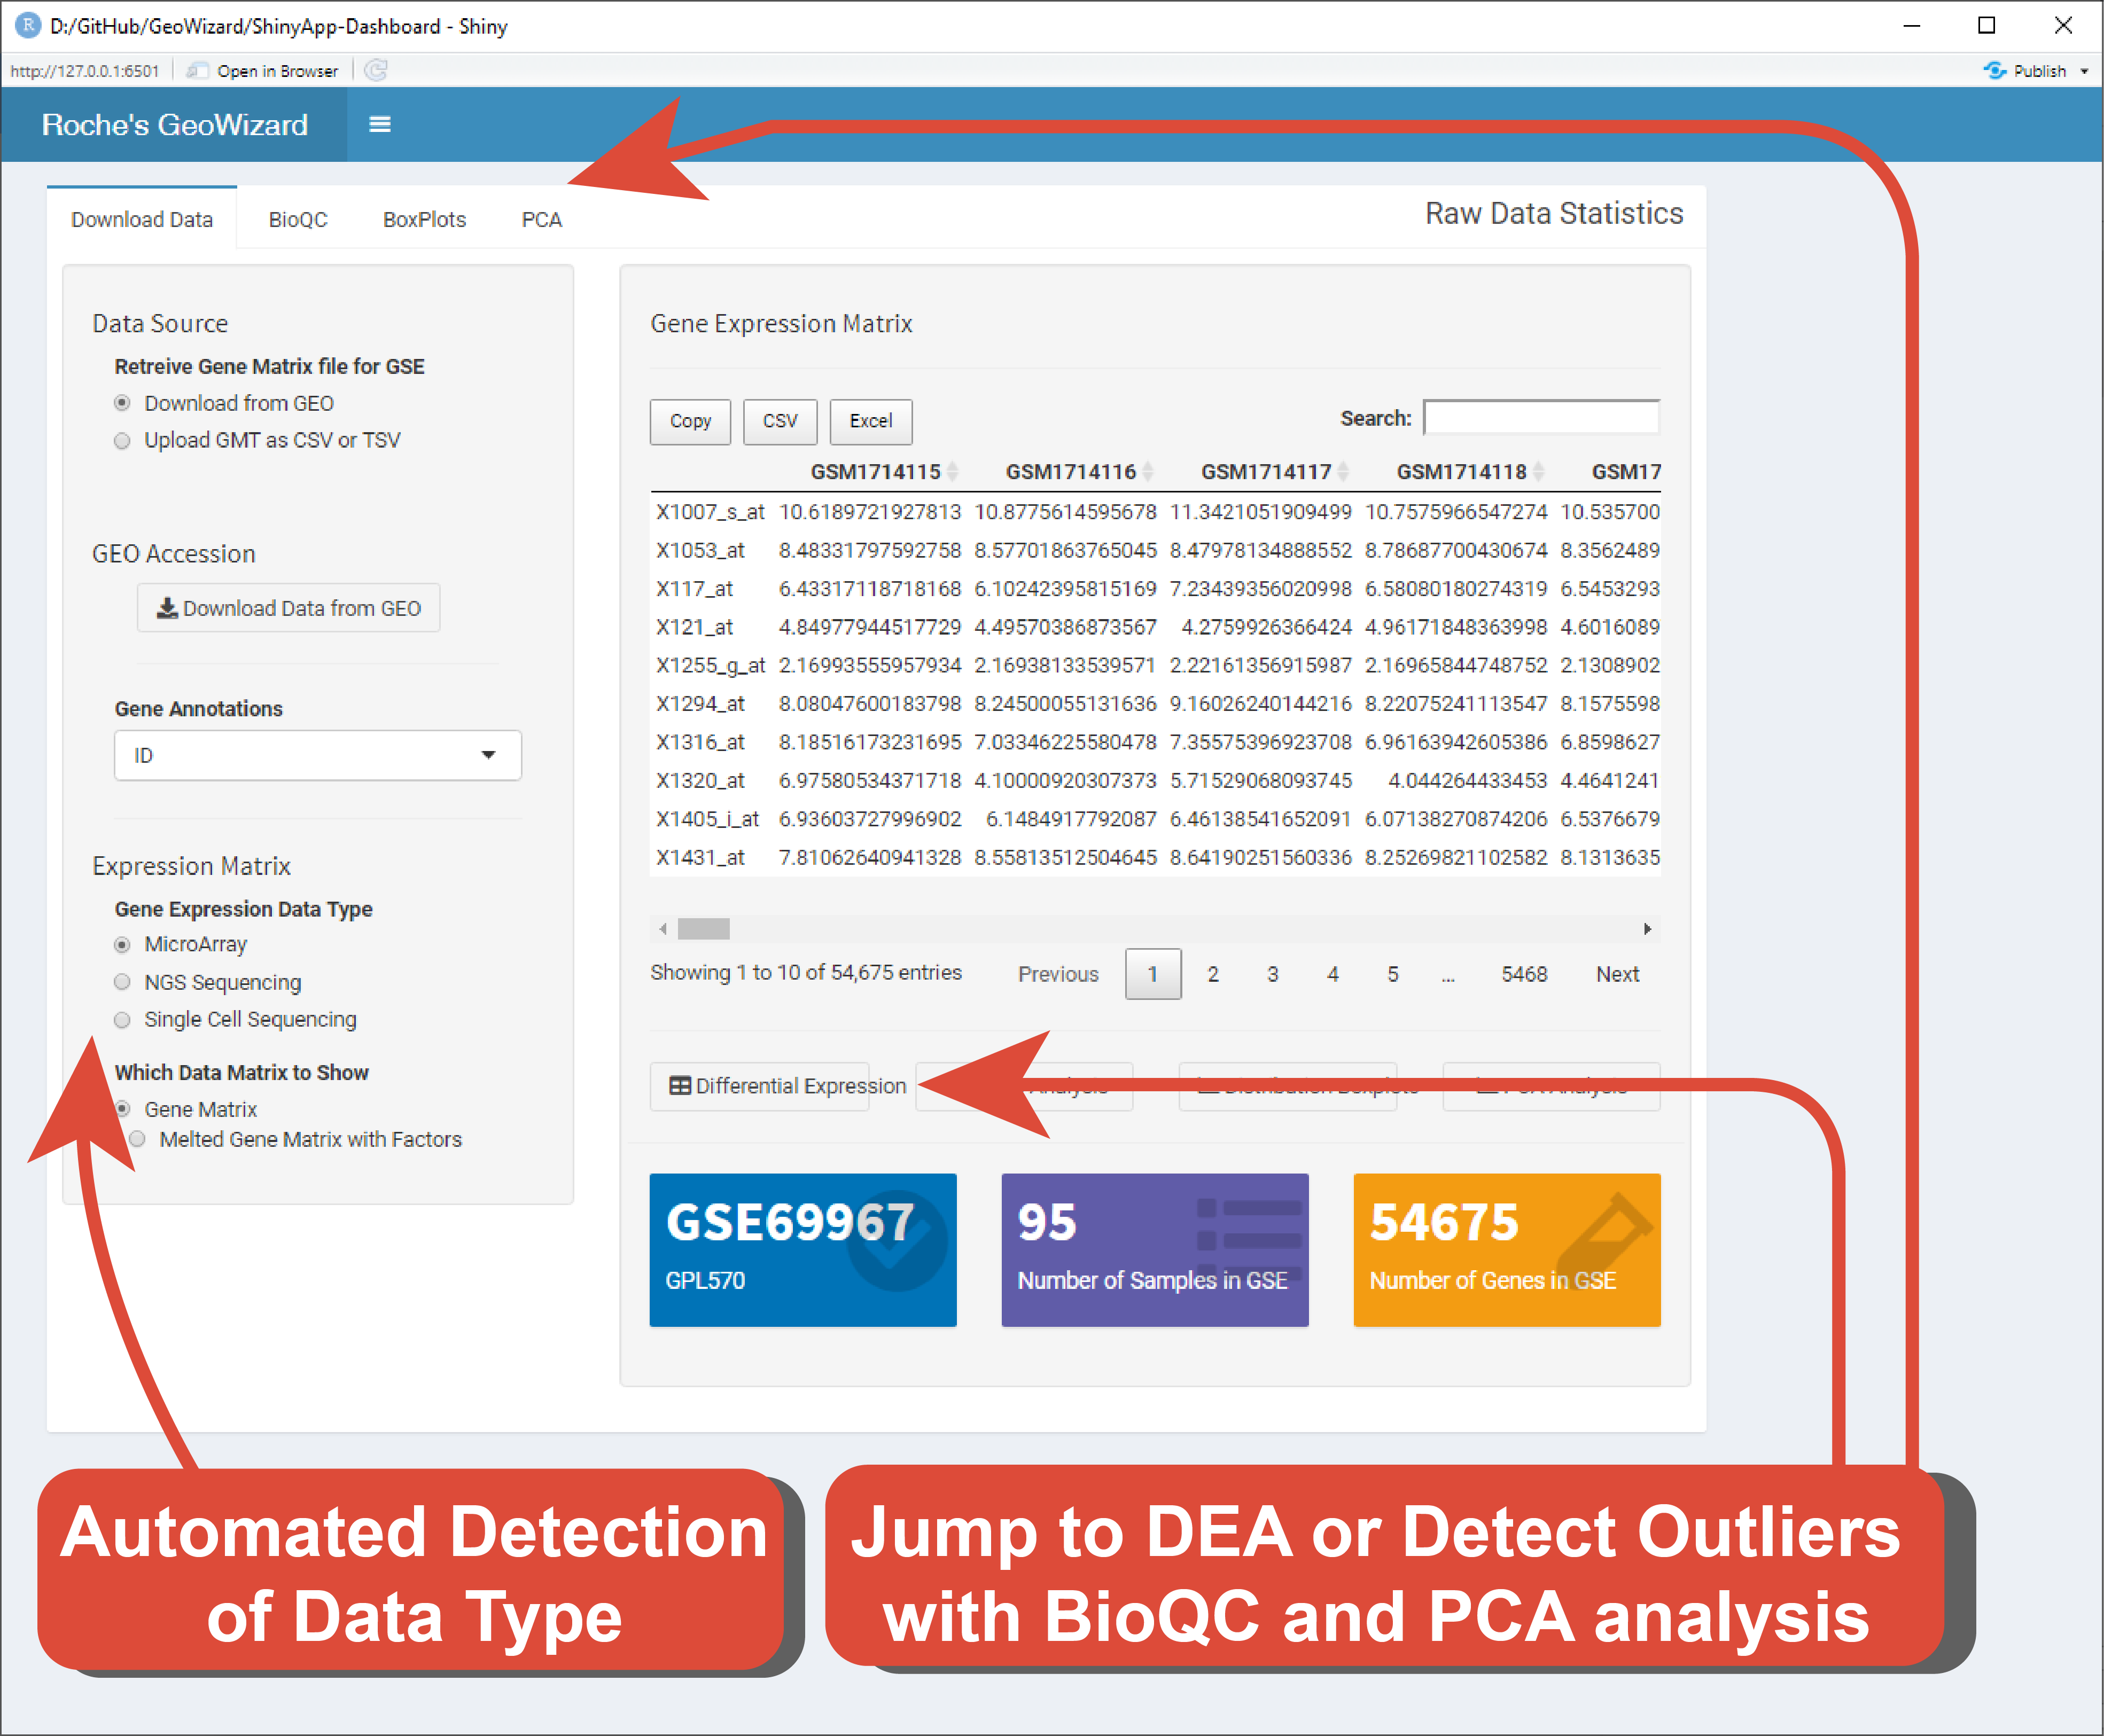 D:/GitHub/GeoWizard/ShinyApp-Dashboard - Shiny
http://127.0.0.1:6501 Open in Browser Publish
Roche's GeoWizard
Download Data BioQC BoxPlots PCA Raw Data Statistics
Data Source
Retreive Gene Matrix file for GSE
Download from GEO
Upload GMT as CSV or TSV
GEO Accession
Download Data from GEO
Gene Annotations
ID
Expression Matrix
Gene Expression Data Type
MicroArray
NGS Sequencing
Single Cell Sequencing
Which Data Matrix to Show
Gene Matrix
Melted Gene Matrix with Factors
Gene Expression Matrix
Copy CSV Excel Search:
GSM1714115 GSM1714116 GSM1714117 GSM1714118 GSM17
X1007_s_at 10.6189721927813 10.8775614595678 11.3421051909499 10.7575966547274 10.535700
X1053_at 8.48331797592758 8.57701863765045 8.47978134888552 8.78687700430674 8.3562489
X117_at 6.43317118718168 6.10242395815169 7.23439356020998 6.58080180274319 6.5453293
X121_at 4.84977944517729 4.49570386873567 4.2759926366424 4.96171848363998 4.6016089
X1255_g_at 2.16993555957934 2.16938133539571 2.22161356915987 2.16965844748752 2.1308902
X1294_at 8.08047600183798 8.24500055131636 9.16026240144216 8.22075241113547 8.1575598
X1316_at 8.18516173231695 7.03346225580478 7.35575396923708 6.96163942605386 6.8598627
X1320_at 6.97580534371718 4.10000920307373 5.71529068093745 4.044264433453 4.4641241
X1405_i_at 6.93603727996902 6.1484917792087 6.46138541652091 6.07138270874206 6.5376679
X1431_at 7.81062640941328 8.55813512504645 8.64190251560336 8.25269821102582 8.1313635
Showing 1 to 10 of 54,675 entries Previous 1 2 3 4 5 ... 5468 Next
Differential Expression Analysis Distribution Boxplots PCA Analysis
GSE69967
GPL570
95
Number of Samples in GSE
54675
Number of Genes in GSE
Automated Detection
of Data Type
Jump to DEA or Detect Outliers
with BioQC and PCA analysis